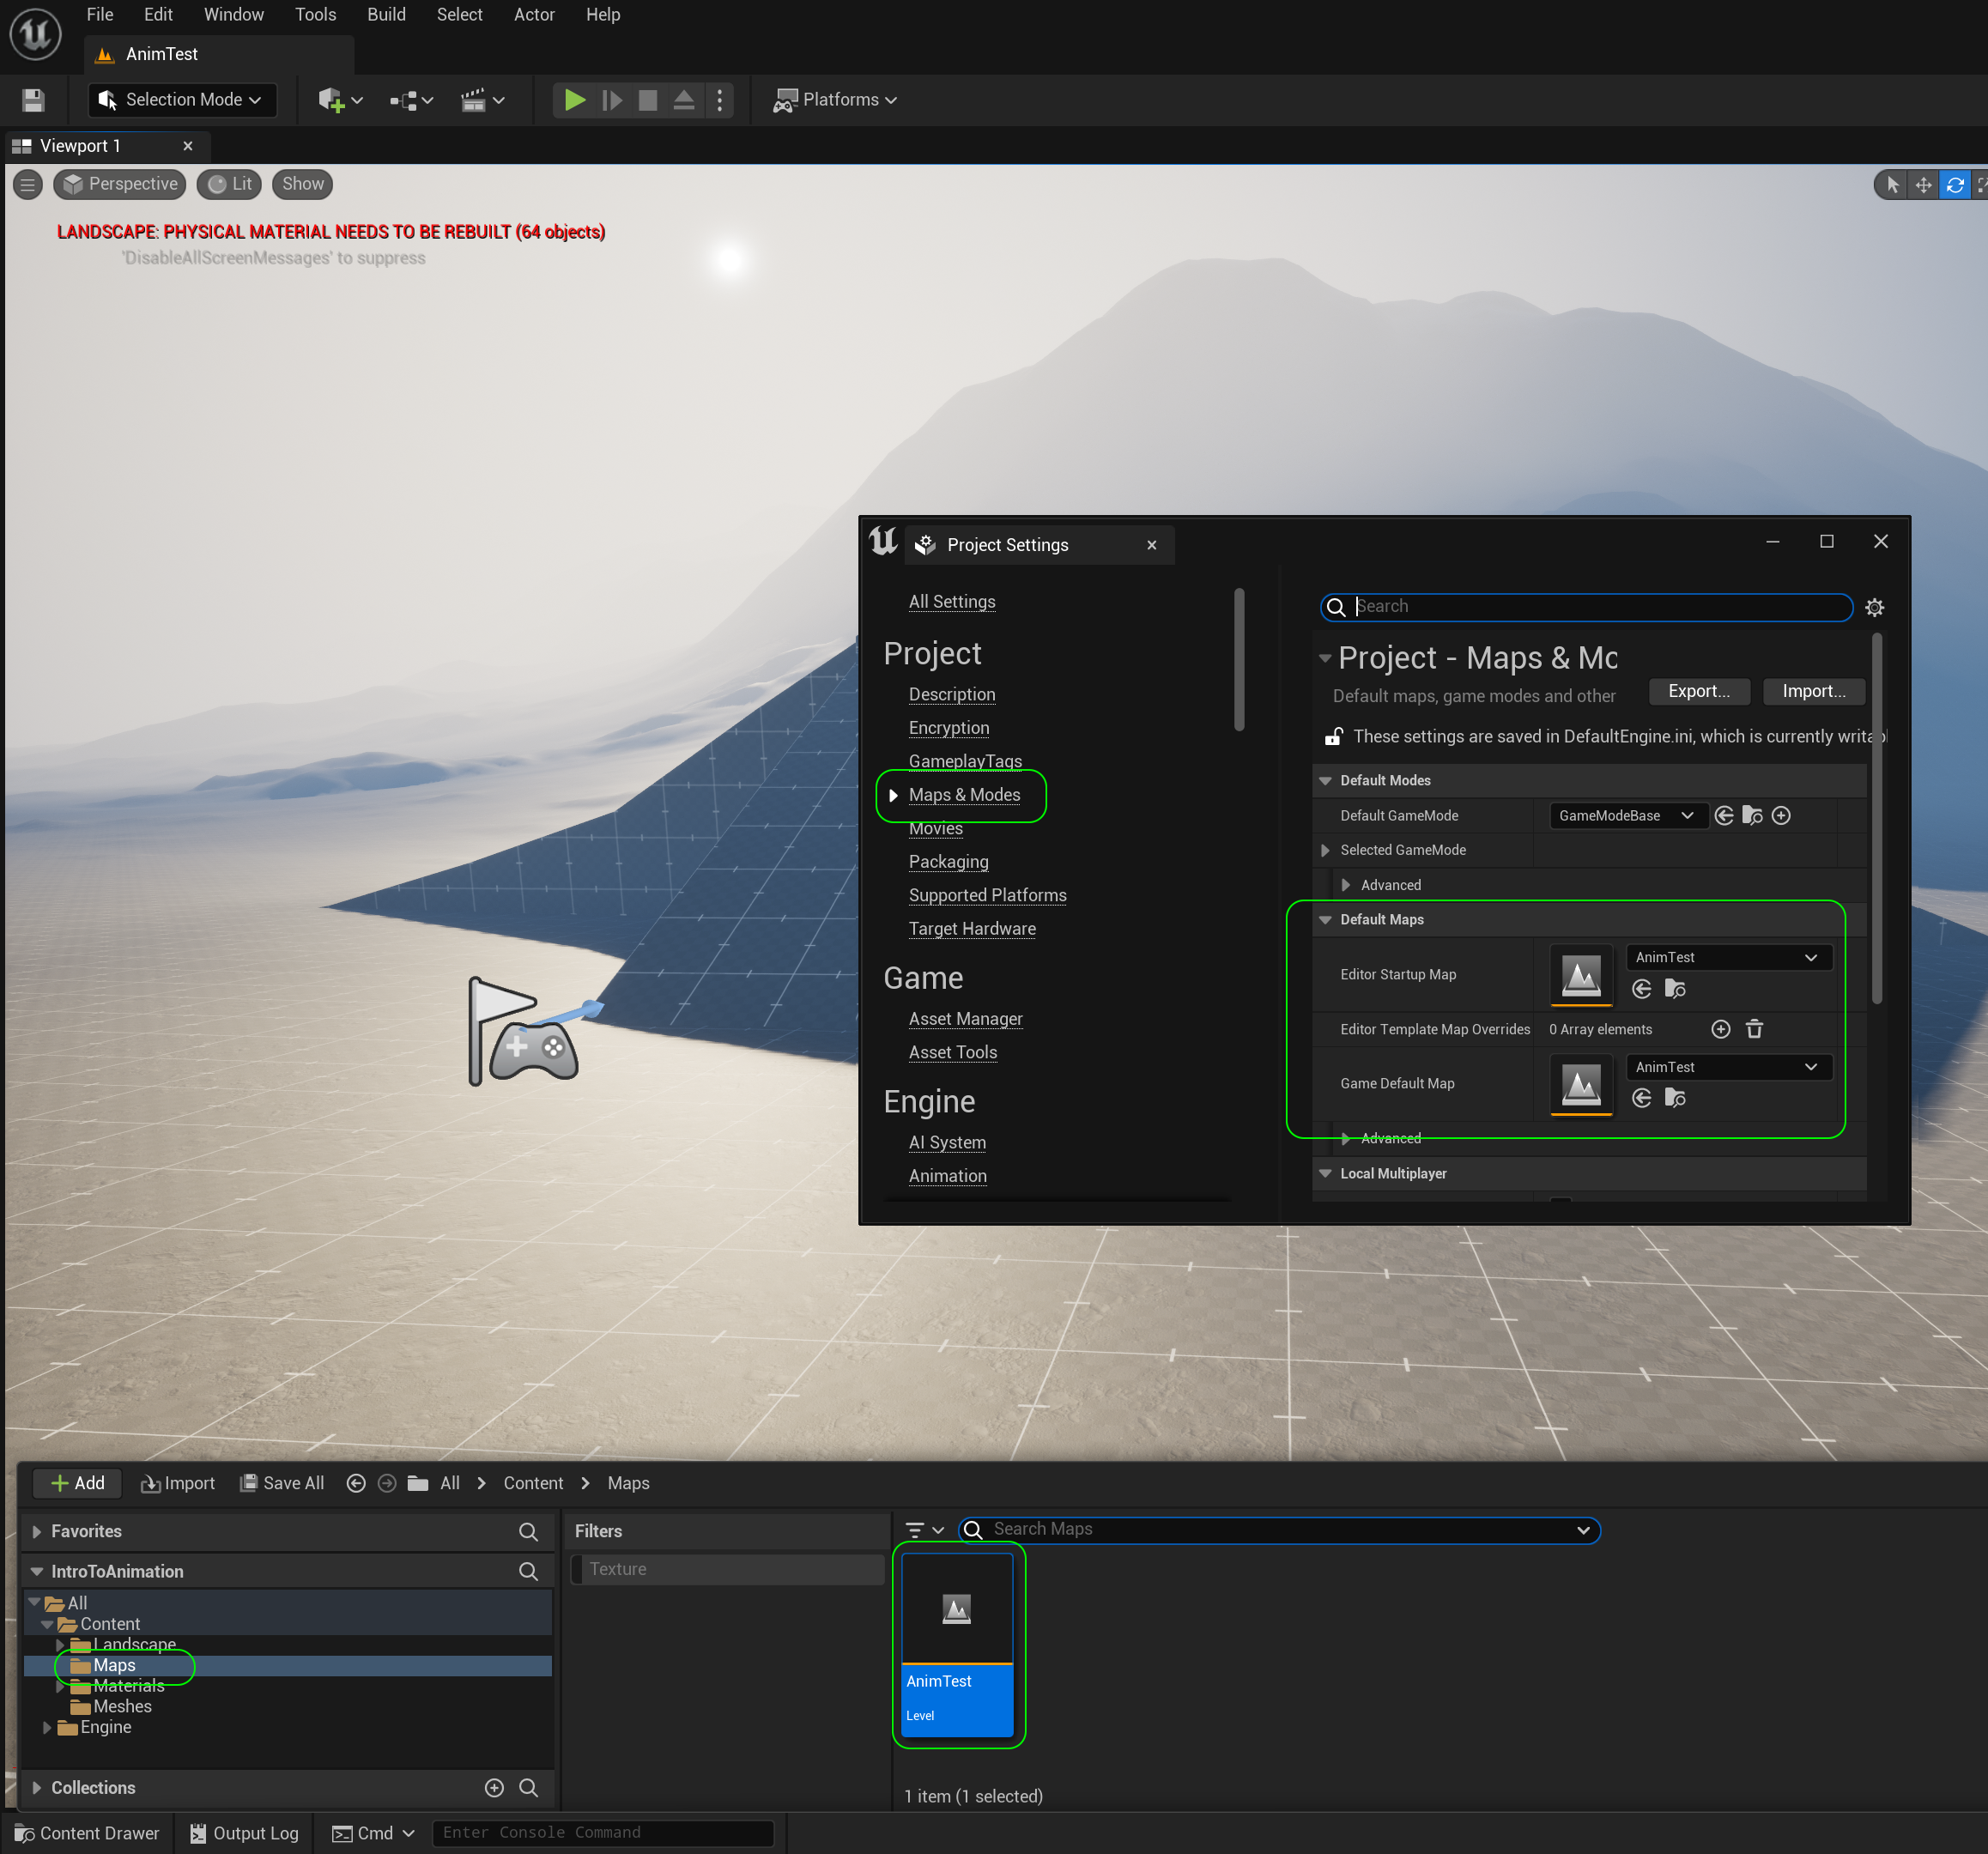 File Edit Window Tools Build Select Actor Help
AnimTest
Selection Mode
Platforms
Viewport 1
Perspective Lit Show
LANDSCAPE: PHYSICAL MATERIAL NEEDS TO BE REBUILT (64 objects)
'DisableAllScreenMessages' to suppress
Project Settings
All Settings
Project
Description
Encryption
GameplayTags
Maps & Modes
Movies
Packaging
Supported Platforms
Target Hardware
Game
Asset Manager
Asset Tools
Engine
AI System
Animation
Search
Project - Maps & Mo
Default maps, game modes and other
Export... Import...
These settings are saved in DefaultEngine.ini, which is currently writabl
Default Modes
Default GameMode GameModeBase
Selected GameMode
Advanced
Default Maps
Editor Startup Map AnimTest
Editor Template Map Overrides 0 Array elements
Game Default Map AnimTest
Advanced
Local Multiplayer
Add Import Save All All Content Maps
Favorites
IntroToAnimation
All
Content
Landscape
Maps
Materials
Meshes
Engine
Collections
Filters
Texture
Search Maps
AnimTest
Level
1 item (1 selected)
Content Drawer Output Log Cmd Enter Console Command